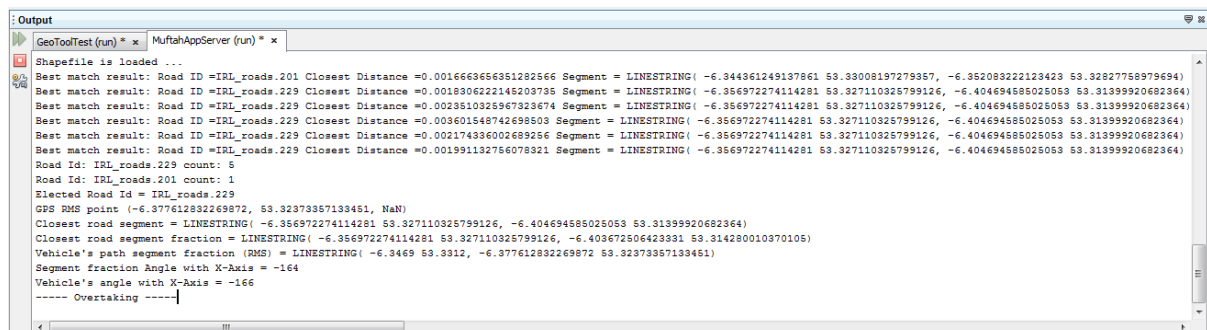 Output
GeoToolTest (run) * x MuftahAppServer (run) * x
Shapefile is loaded ...
Best match result: Road ID =IRL_roads.201 Closest Distance =0.0016663656351282566 Segment = LINESTRING( -6.344361249137861 53.33008197279357, -6.352083222123423 53.32827758979694)
Best match result: Road ID =IRL_roads.229 Closest Distance =0.0018306222145203735 Segment = LINESTRING( -6.356972274114281 53.327110325799126, -6.404694585025053 53.31399920682364)
Best match result: Road ID =IRL_roads.229 Closest Distance =0.0023510325967323674 Segment = LINESTRING( -6.356972274114281 53.327110325799126, -6.404694585025053 53.31399920682364)
Best match result: Road ID =IRL_roads.229 Closest Distance =0.003601548742698503 Segment = LINESTRING( -6.356972274114281 53.327110325799126, -6.404694585025053 53.31399920682364)
Best match result: Road ID =IRL_roads.229 Closest Distance =0.002174336002689256 Segment = LINESTRING( -6.356972274114281 53.327110325799126, -6.404694585025053 53.31399920682364)
Best match result: Road ID =IRL_roads.229 Closest Distance =0.001991132756078321 Segment = LINESTRING( -6.356972274114281 53.327110325799126, -6.404694585025053 53.31399920682364)
Road Id: IRL_roads.229 count: 5
Road Id: IRL_roads.201 count: 1
Elected Road Id = IRL_roads.229
GPS RMS point (-6.377612832269872, 53.32373357133451, NaN)
Closest road segment = LINESTRING( -6.356972274114281 53.327110325799126, -6.404694585025053 53.31399920682364)
Closest road segment fraction = LINESTRING( -6.356972274114281 53.327110325799126, -6.403672506423331 53.314280010370105)
Vehicle's path segment fraction (RMS) = LINESTRING( -6.3469 53.3312, -6.377612832269872 53.32373357133451)
Segment fraction Angle with X-Axis = -164
Vehicle's angle with X-Axis = -166
----- Overtaking -----